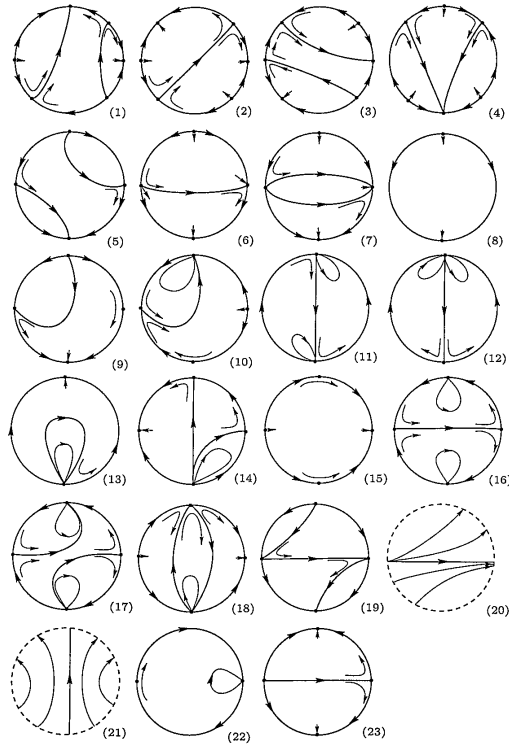 (1) (2) (3) (4)
(5) (6) (7) (8)
(9) (10) (11) (12)
(13) (14) (15) (16)
(17) (18) (19) (20)
(21) (22) (23)